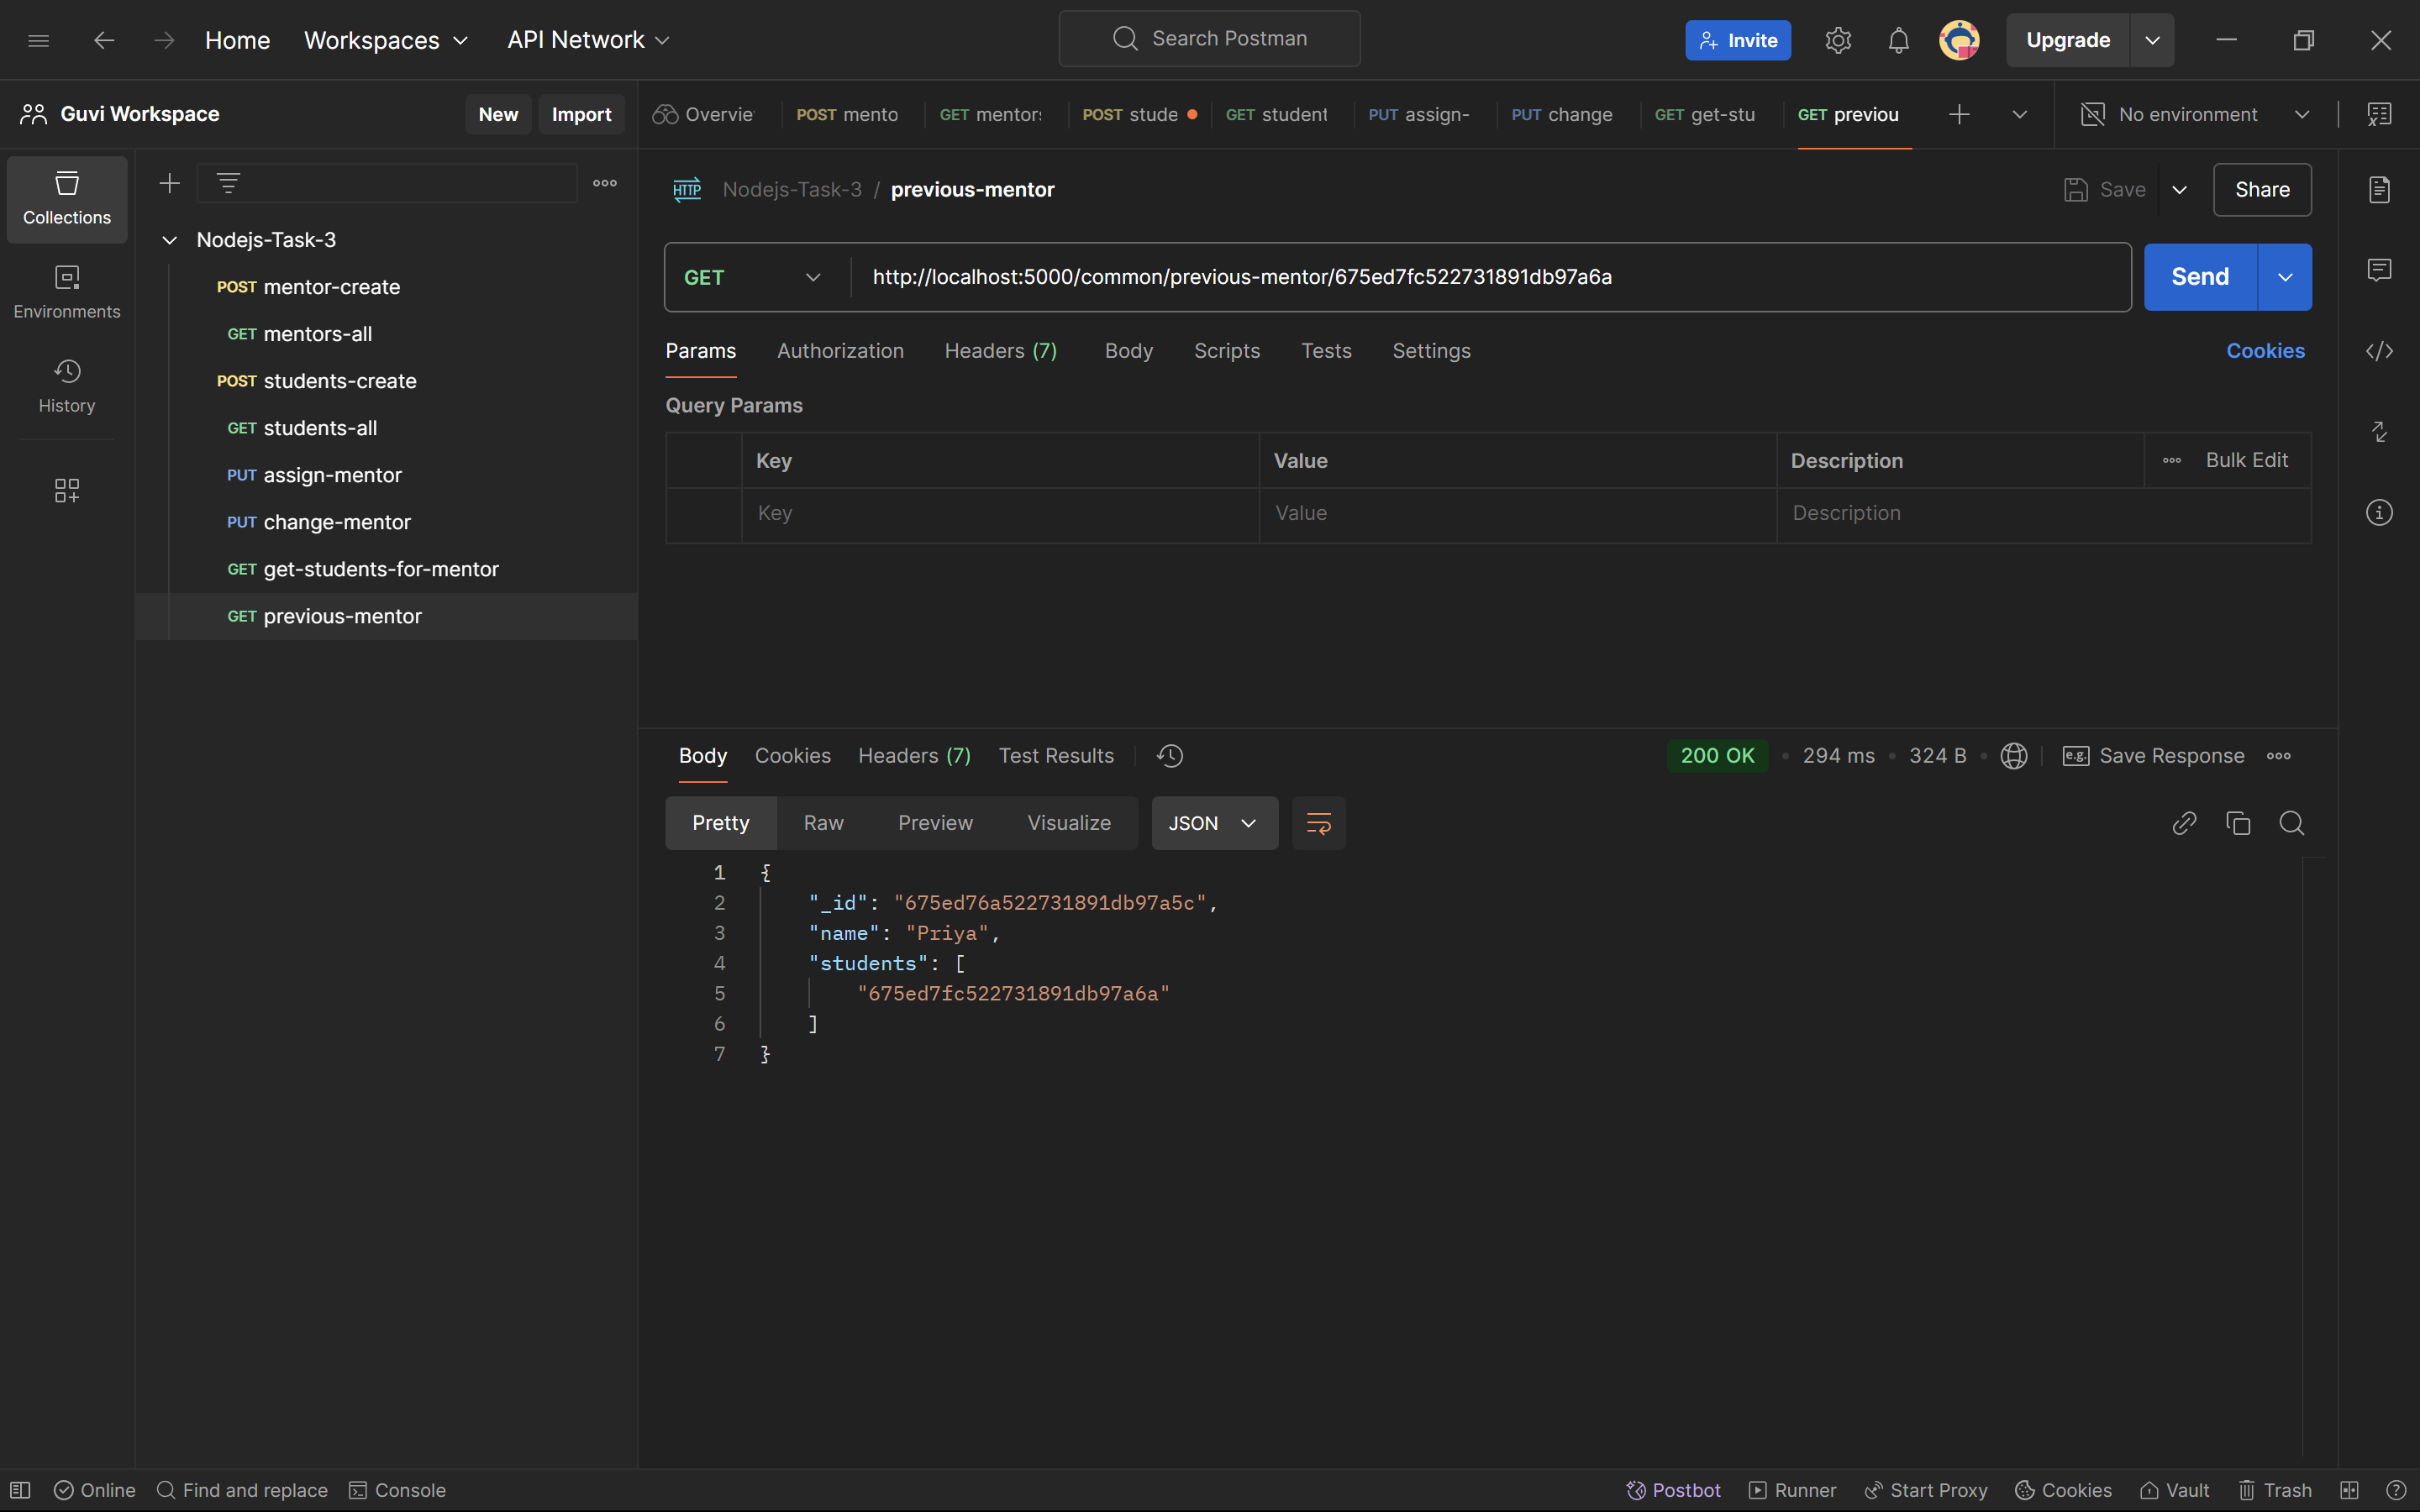 Home Workspaces API Network Search Postman Invite Upgrade
Guvi Workspace New Import
Overvie POST mento GET mentors POST stude GET student PUT assign- PUT change GET get-stu GET previou No environment
Collections
Environments
History
Nodejs-Task-3
POST mentor-create
GET mentors-all
POST students-create
GET students-all
PUT assign-mentor
PUT change-mentor
GET get-students-for-mentor
GET previous-mentor
HTTP Nodejs-Task-3 / previous-mentor Save Share
GET http://localhost:5000/common/previous-mentor/675ed7fc522731891db97a6a Send
Params Authorization Headers (7) Body Scripts Tests Settings Cookies
Query Params
Key Value Description Bulk Edit
Key Value Description
Body Cookies Headers (7) Test Results 200 OK 294 ms 324 B e.g. Save Response
Pretty Raw Preview Visualize JSON
1 {
2 "_id": "675ed76a522731891db97a5c",
3 "name": "Priya",
4 "students": [
5 "675ed7fc522731891db97a6a"
6 ]
7 }
Online Find and replace Console Postbot Runner Start Proxy Cookies Vault Trash